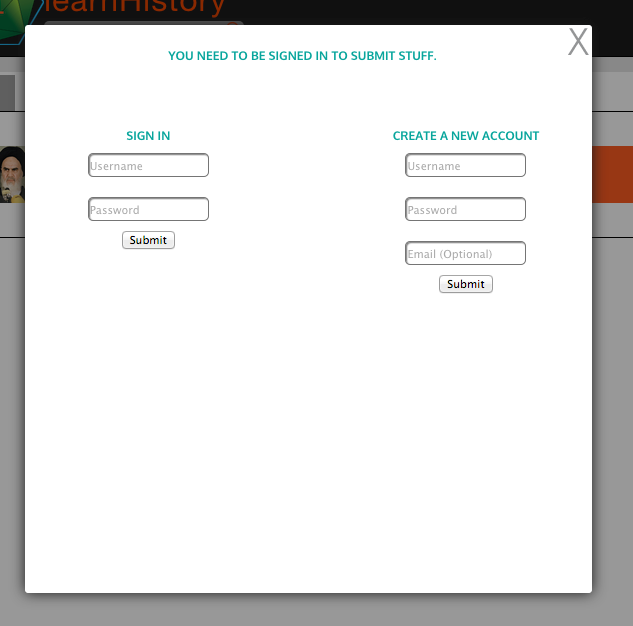 learnHistory
X
YOU NEED TO BE SIGNED IN TO SUBMIT STUFF.
SIGN IN
Username
Password
Submit
CREATE A NEW ACCOUNT
Username
Password
Email (Optional)
Submit